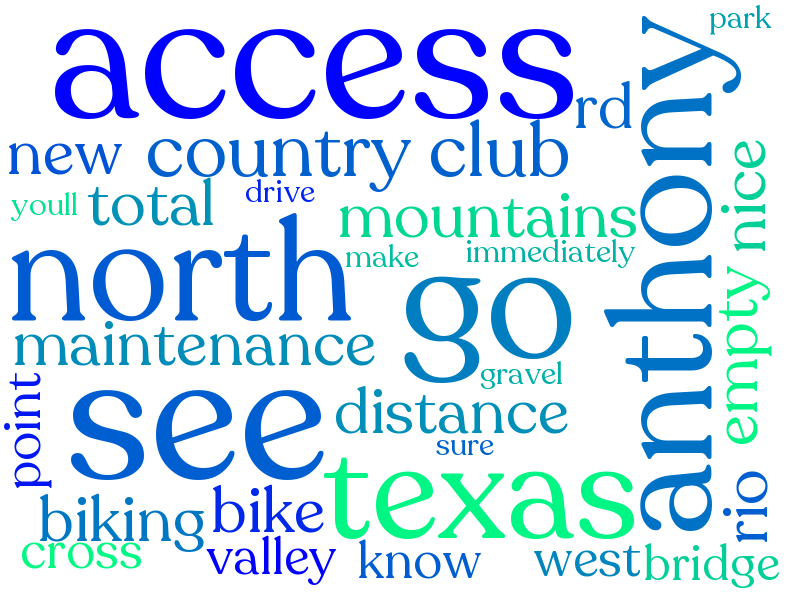 park
access
rd
anthony
new
country
club
nice
youll
total
drive
mountains
north
make
immediately
go
empty
maintenance
gravel
point
see
distance
sure
texas
rio
biking
bike
cross
valley
know
west
bridge